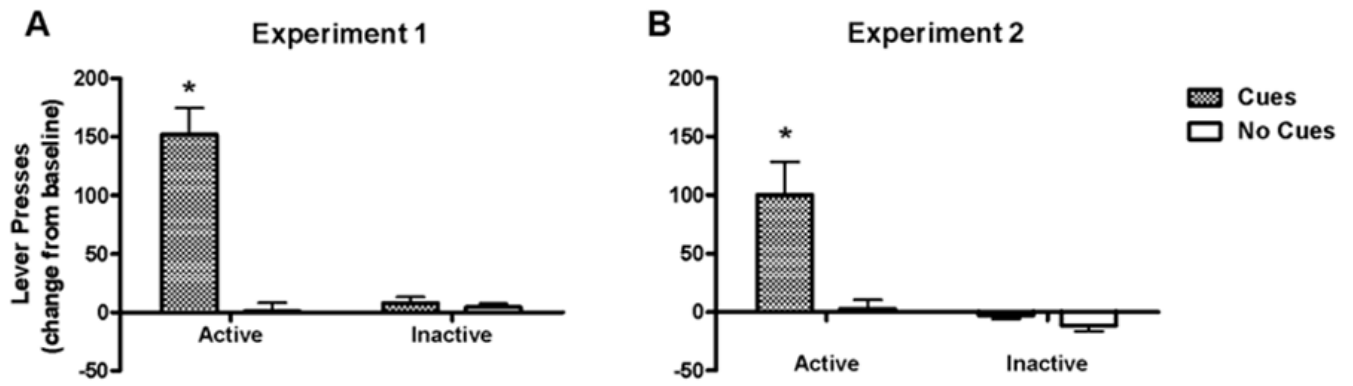 A
Experiment 1
Lever Presses
(change from baseline)
200
*
150
100
50
0
-50
Active
Inactive
B
Experiment 2
200
150
*
100
50
0
-50
Active
Inactive
Cues
No Cues